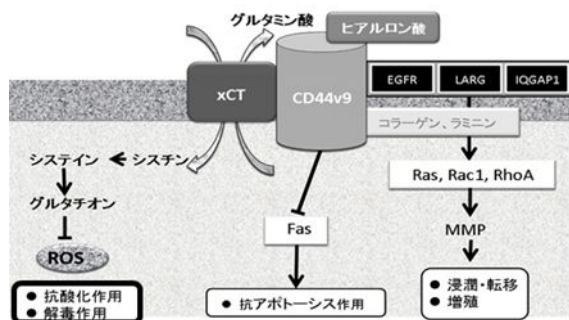 グルタミン酸
ヒアルロン酸
xCT
CD44v9
EGFR
LARG
IQGAP1
コラーゲン、ラミニン
システイン
シスチン
グルタチオン
ROS
● 抗酸化作用
● 解毒作用
Fas
● 抗アポトーシス作用
Ras, Rac1, RhoA
MMP
● 浸潤・転移
● 増殖